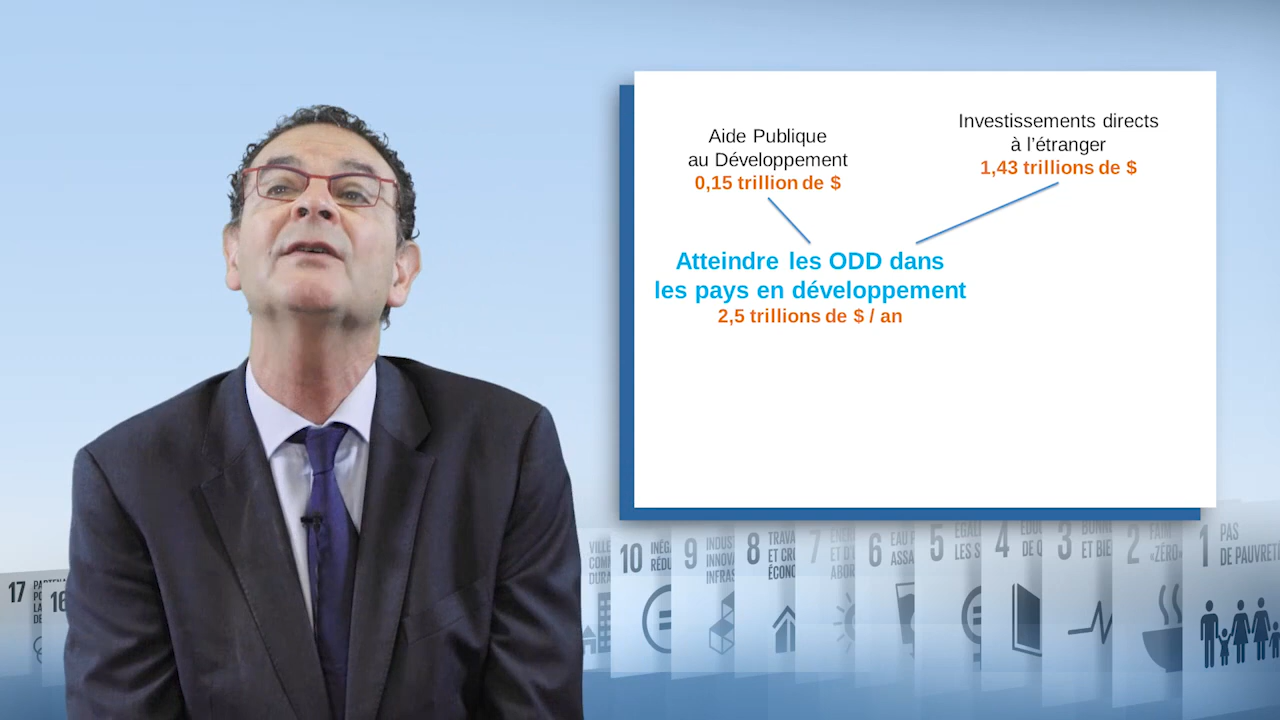 Aide Publique
au Développement
0,15 trillion de $
Investissements directs
à l’étranger
1,43 trillions de $
Atteindre les ODD dans
les pays en développement
2,5 trillions de $ / an
17
16
VILLE
10
9
8
7
6
5
4
3
2
«ZÉRO»
1 PAS
DE PAUVRETÉ